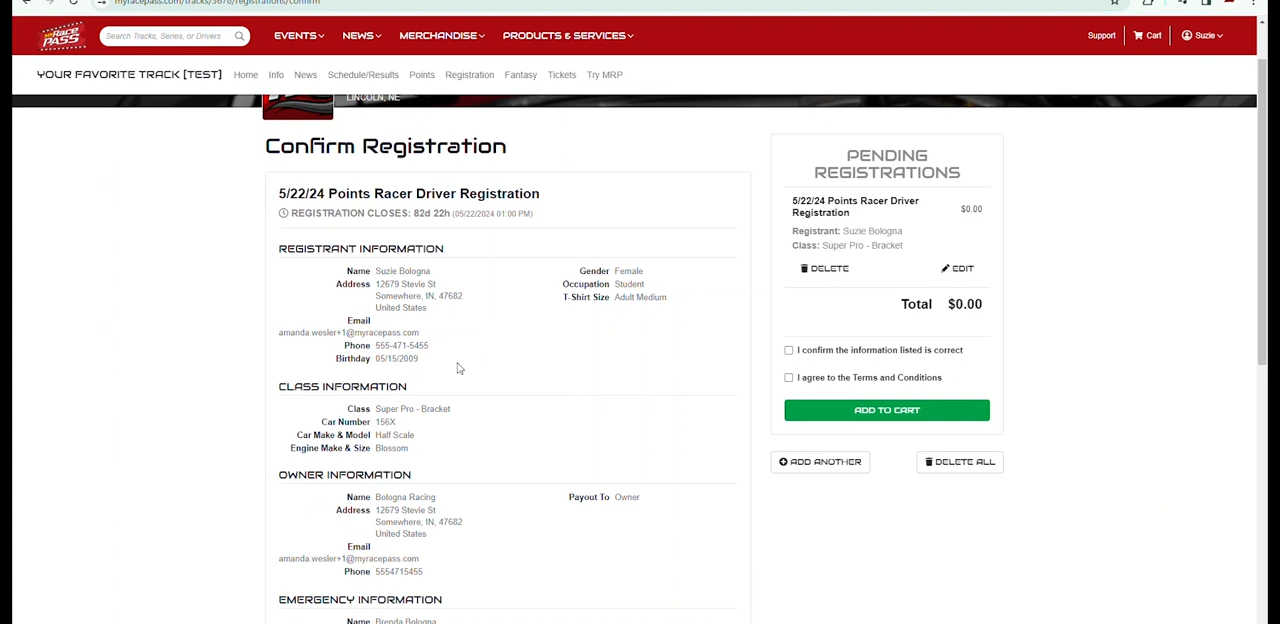 myracepass.com/tracks/3678/registrations/confirm
MY RACE PASS Search Tracks, Series, or Drivers EVENTS NEWS MERCHANDISE PRODUCTS & SERVICES Support Cart Suzie
YOUR FAVORITE TRACK [TEST] Home Info News Schedule/Results Points Registration Fantasy Tickets Try MRP
LINCOLN, NE
Confirm Registration
5/22/24 Points Racer Driver Registration
REGISTRATION CLOSES: 82d 22h (05/22/2024 01:00 PM)
REGISTRANT INFORMATION
Name Suzie Bologna
Address 12679 Stevie St
Somewhere, IN, 47682
United States
Email
amanda.wesler+1@myracepass.com
Phone 555-471-5455
Birthday 05/15/2009
Gender Female
Occupation Student
T-Shirt Size Adult Medium
CLASS INFORMATION
Class Super Pro - Bracket
Car Number 156X
Car Make & Model Half Scale
Engine Make & Size Blossom
OWNER INFORMATION
Name Bologna Racing
Address 12679 Stevie St
Somewhere, IN, 47682
United States
Email
amanda.wesler+1@myracepass.com
Phone 5554715455
Payout To Owner
EMERGENCY INFORMATION
Name Brenda Bologna
PENDING
REGISTRATIONS
5/22/24 Points Racer Driver
Registration
$0.00
Registrant: Suzie Bologna
Class: Super Pro - Bracket
DELETE EDIT
Total $0.00
I confirm the information listed is correct
I agree to the Terms and Conditions
ADD TO CART
ADD ANOTHER DELETE ALL